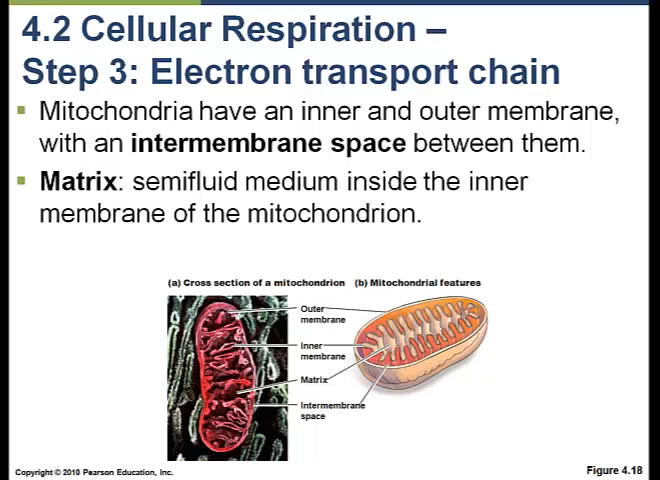 4.2 Cellular Respiration –
Step 3: Electron transport chain
Mitochondria have an inner and outer membrane,
with an intermembrane space between them.
Matrix: semifluid medium inside the inner
membrane of the mitochondrion.
(a) Cross section of a mitochondrion (b) Mitochondrial features
Outer
membrane
Inner
membrane
Matrix
Intermembrane
space
Copyright © 2010 Pearson Education, Inc.
Figure 4.18